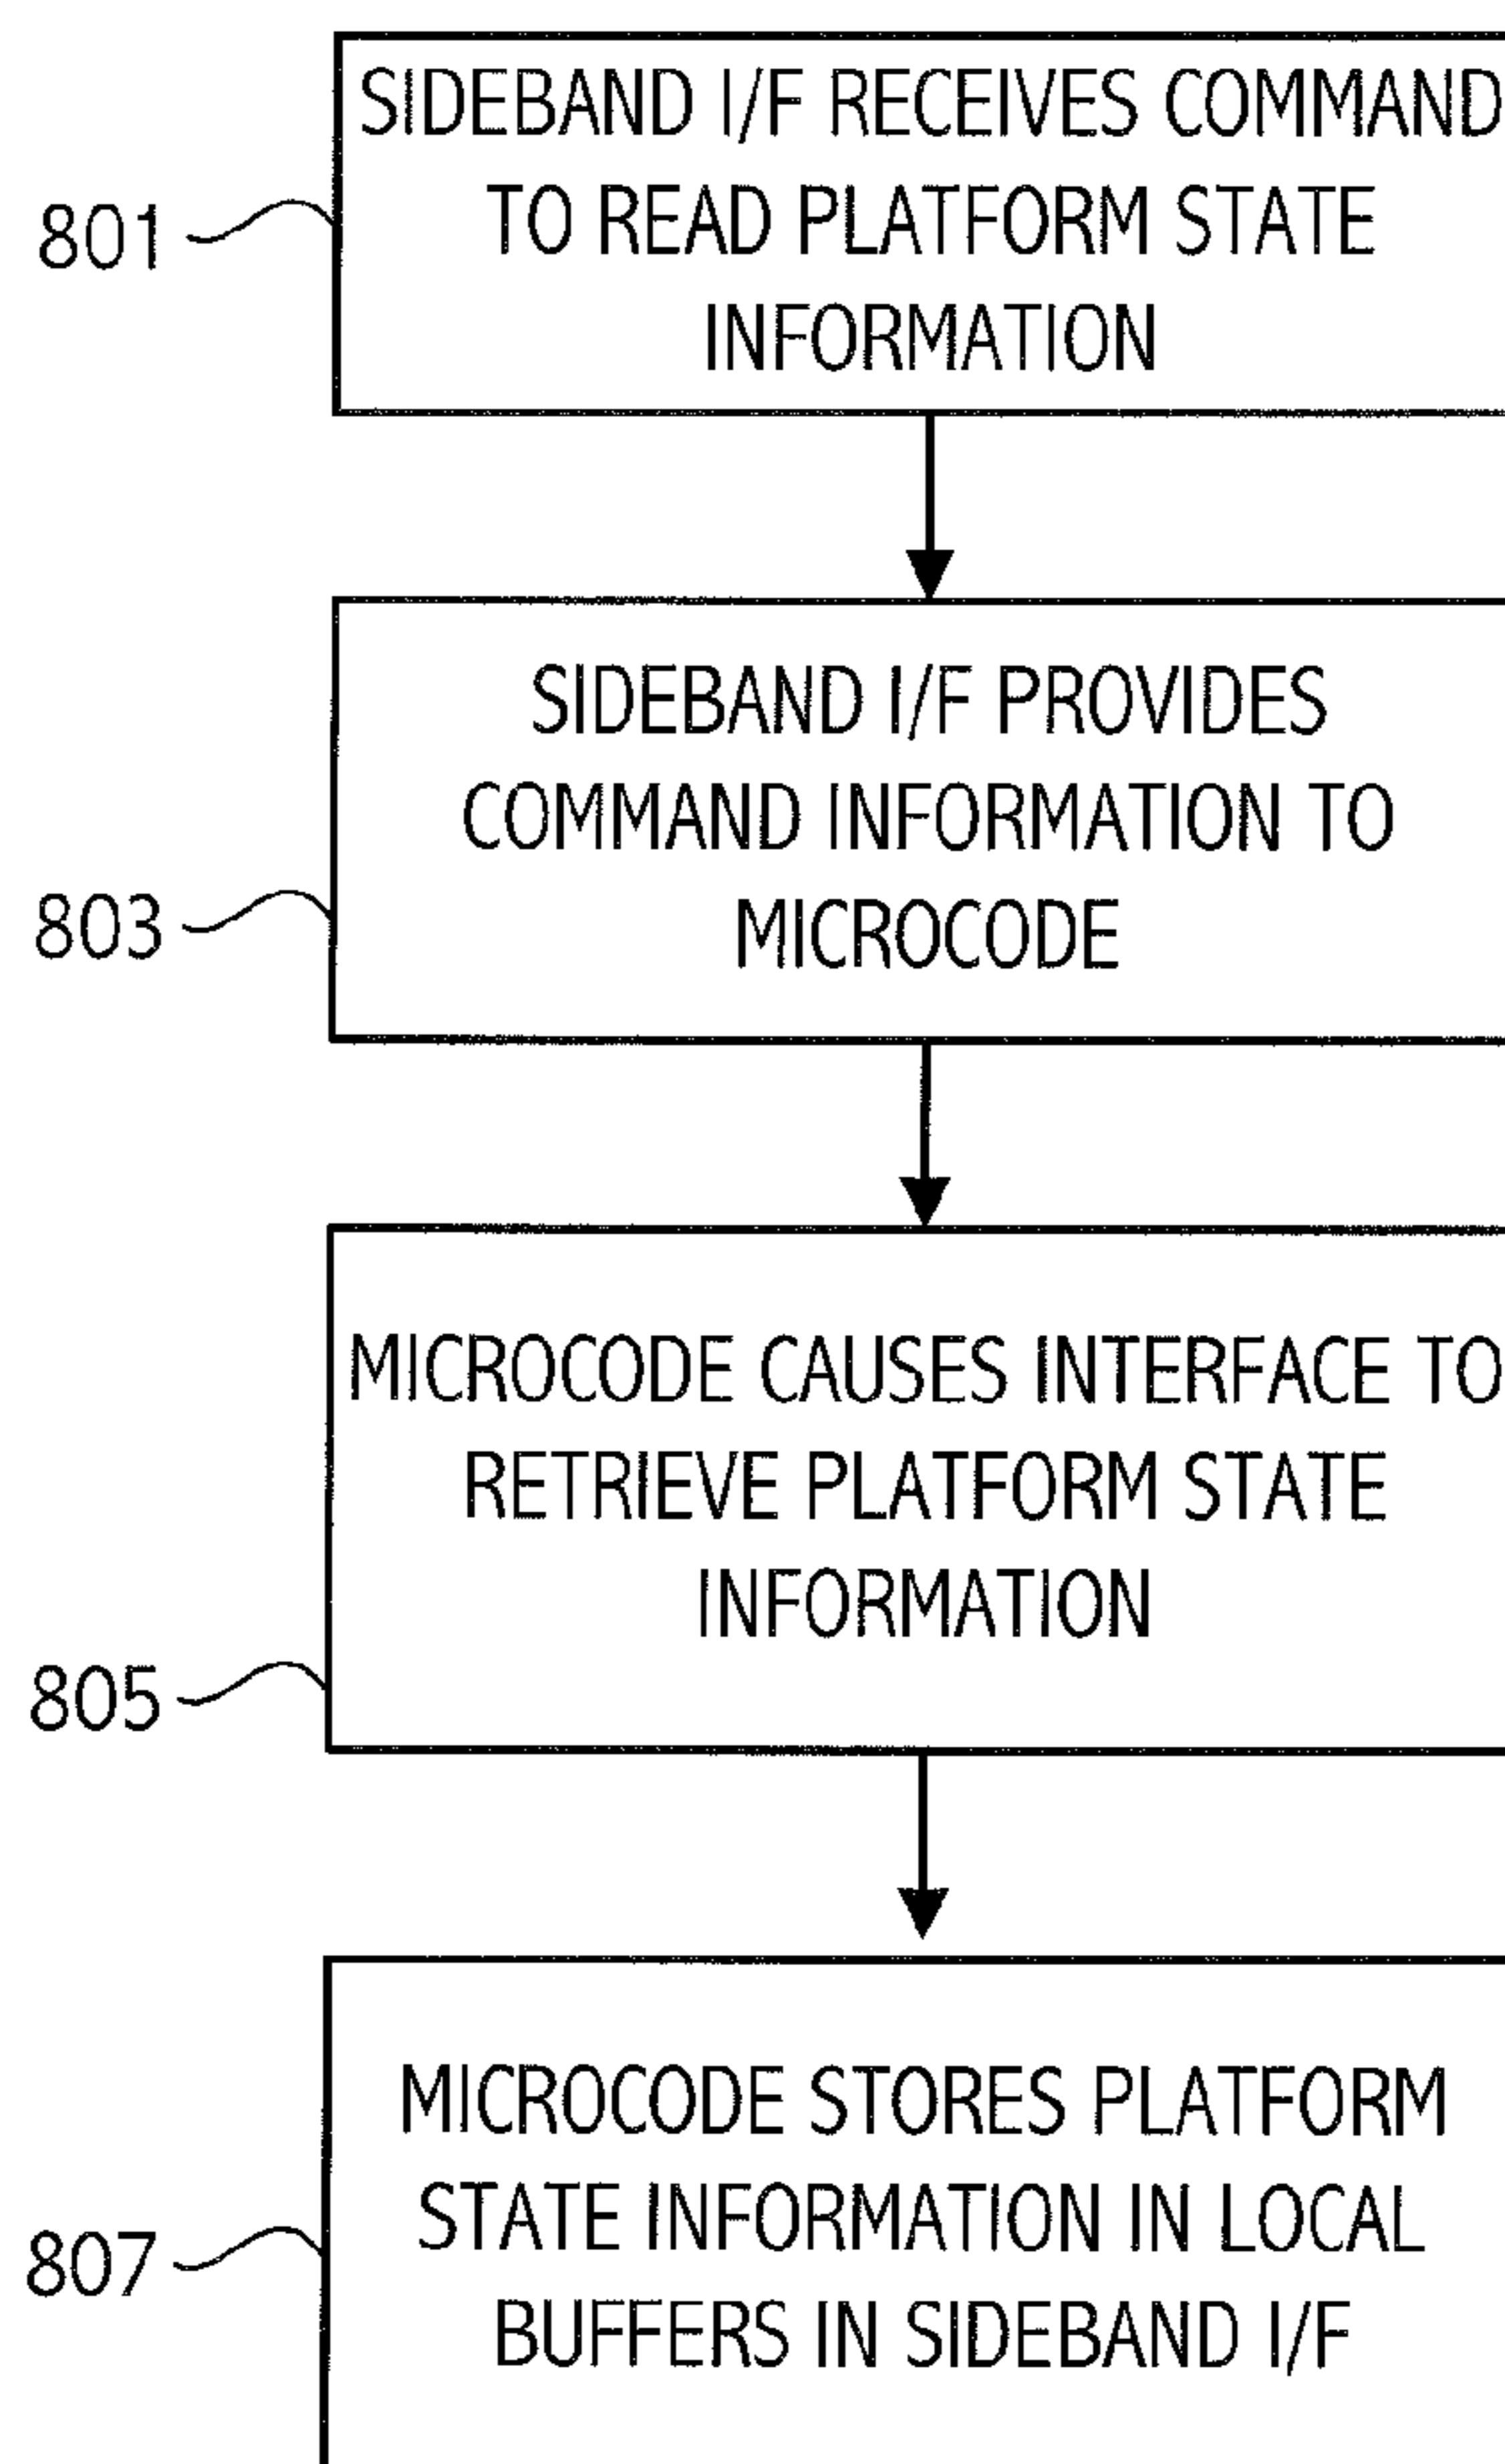 SIDEBAND I/F RECEIVES COMMAND
TO READ PLATFORM STATE
801
INFORMATION
SIDEBAND I/F PROVIDES
COMMAND INFORMATION TO
803
MICROCODE
MICROCODE CAUSES INTERFACE TO
RETRIEVE PLATFORM STATE
INFORMATION
805
MICROCODE STORES PLATFORM
STATE INFORMATION IN LOCAL
807
BUFFERS IN SIDEBAND I/F